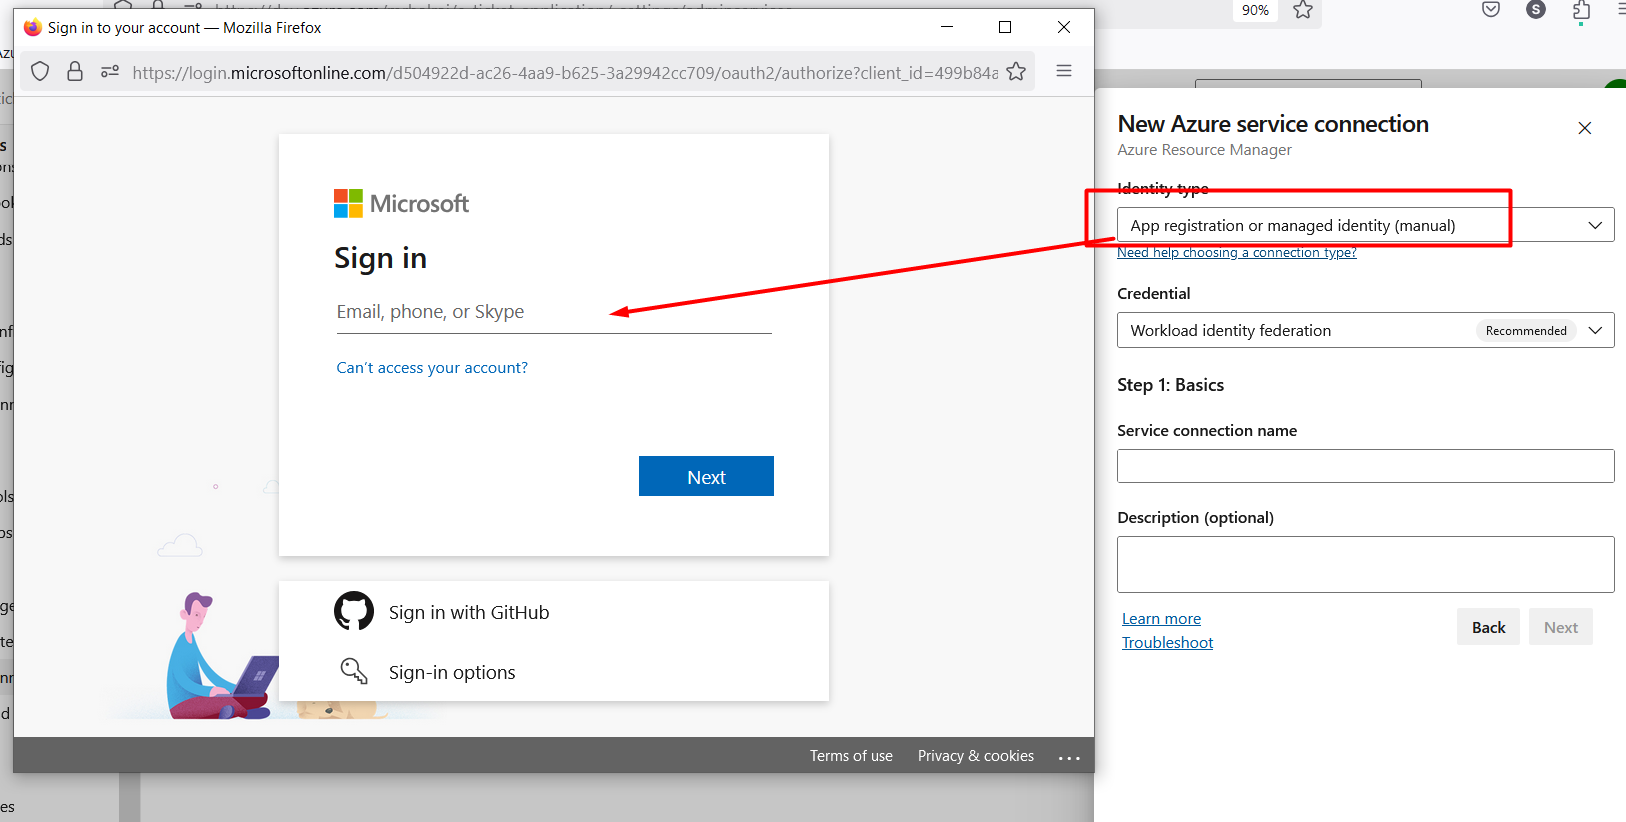 Sign in to your account — Mozilla Firefox
90%
S
https://login.microsoftonline.com/d504922d-ac26-4aa9-b625-3a29942cc709/oauth2/authorize?client_id=499b84a
Microsoft
Sign in
Email, phone, or Skype
Can't access your account?
Next
Sign in with GitHub
Sign-in options
Terms of use
Privacy & cookies
...
New Azure service connection
Azure Resource Manager
Identity type
App registration or managed identity (manual)
Need help choosing a connection type?
Credential
Workload identity federation
Recommended
Step 1: Basics
Service connection name
Description (optional)
Learn more
Troubleshoot
Back
Next